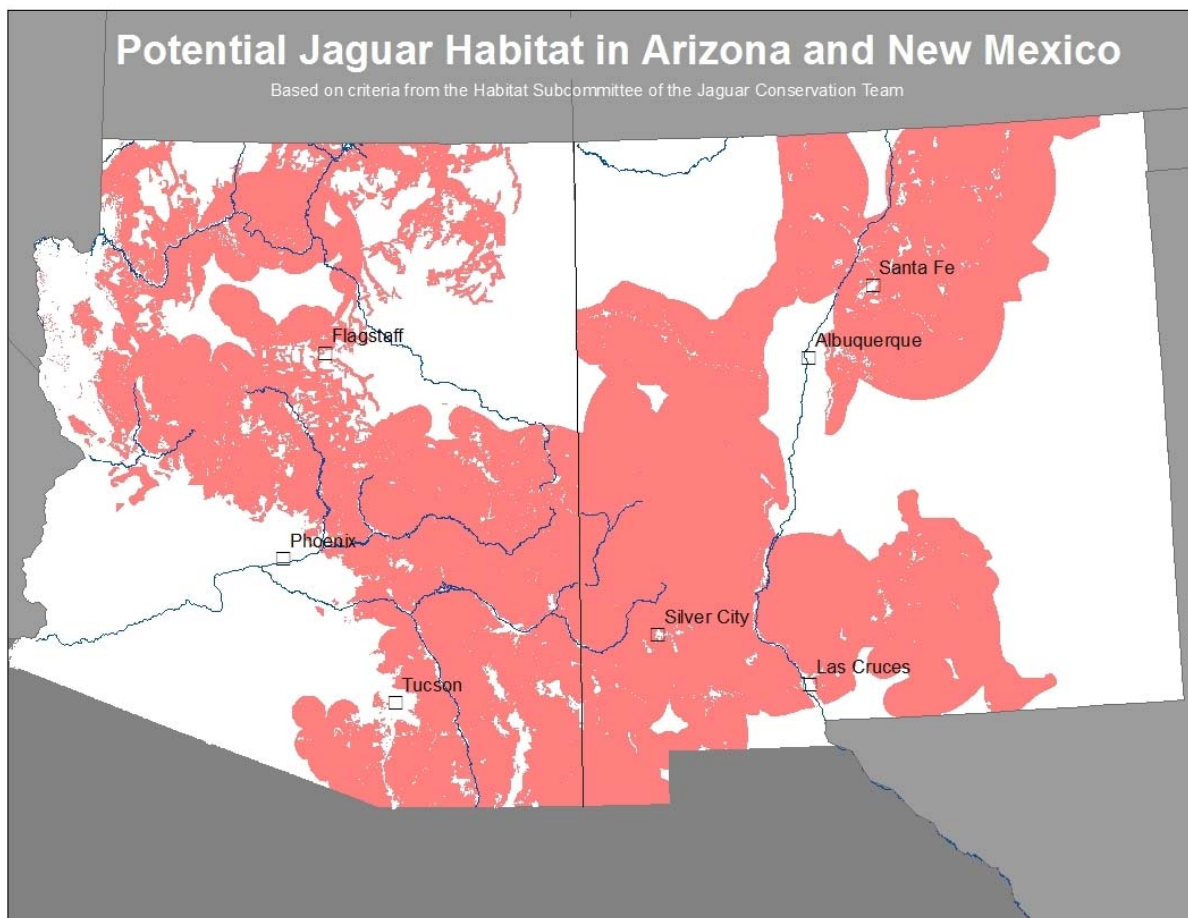 Potential Jaguar Habitat in Arizona and New Mexico
Based on criteria from the Habitat Subcommittee of the Jaguar Conservation Team
Santa Fe
Flagstaff
Albuquerque
Phoenix
Silver City
Las Cruces
Tucson